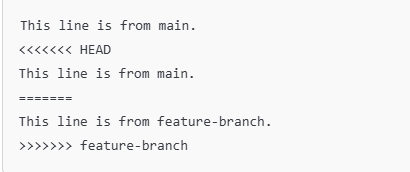 This line is from main.
<<<<<<< HEAD
This line is from main.
=======
This line is from feature-branch.
>>>>>>> feature-branch